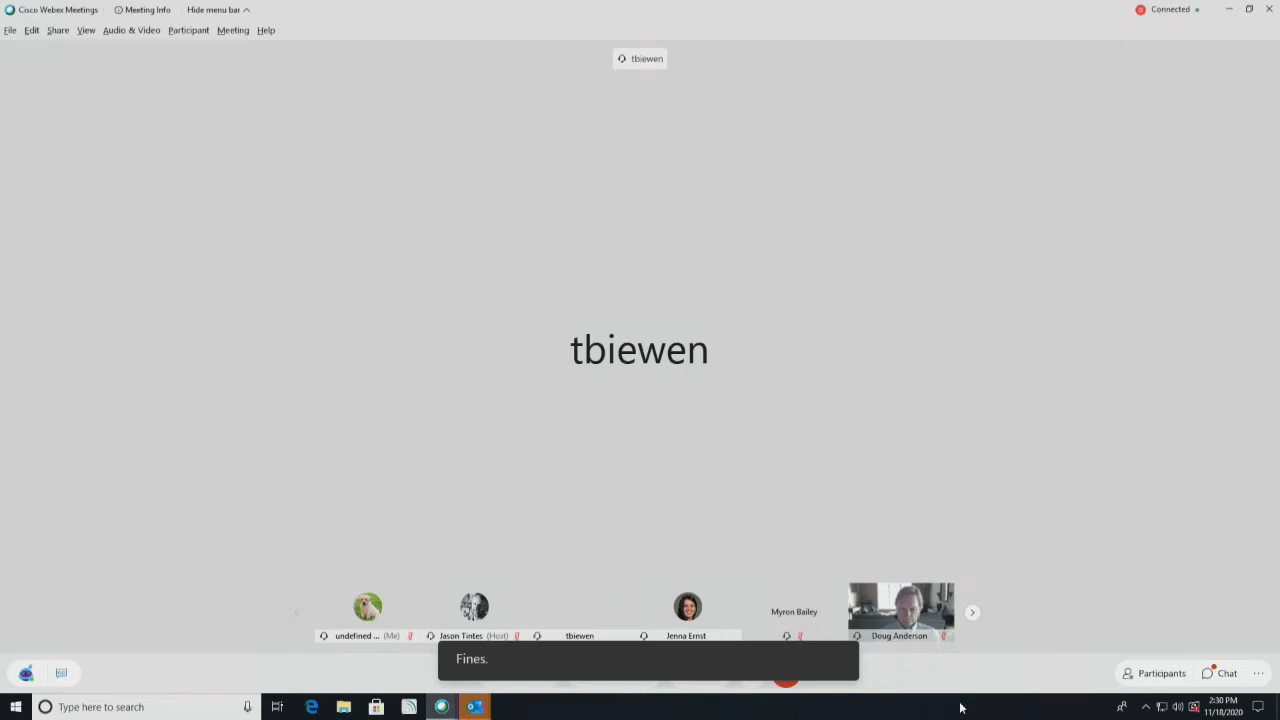 Cisco Webex Meetings
Meeting Info
Hide menu bar
Connected
File Edit Share View Audio & Video Participant Meeting Help
tbiewen
tbiewen
Myron Bailey
undefined ... (Me)
Jason Tintes (Host)
tbiewen
Jenna Ernst
Doug Anderson
Fines.
Participants
Chat
Type here to search
2:30 PM
11/18/2020